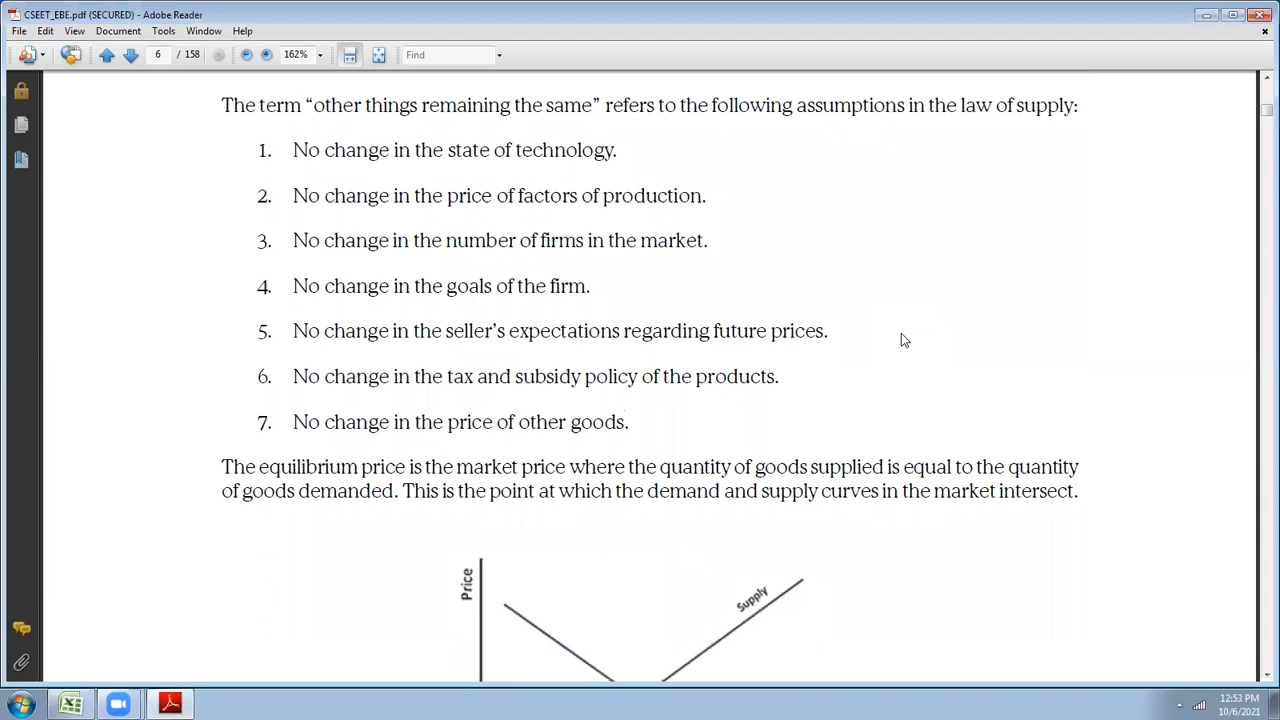 CSEET_EBE.pdf (SECURED) - Adobe Reader
File Edit View Document Tools Window Help
6 / 158 162% Find
The term “other things remaining the same” refers to the following assumptions in the law of supply:
1. No change in the state of technology.
2. No change in the price of factors of production.
3. No change in the number of firms in the market.
4. No change in the goals of the firm.
5. No change in the seller’s expectations regarding future prices.
6. No change in the tax and subsidy policy of the products.
7. No change in the price of other goods.
The equilibrium price is the market price where the quantity of goods supplied is equal to the quantity
of goods demanded. This is the point at which the demand and supply curves in the market intersect.
Price
Supply
12:53 PM
10/6/2021